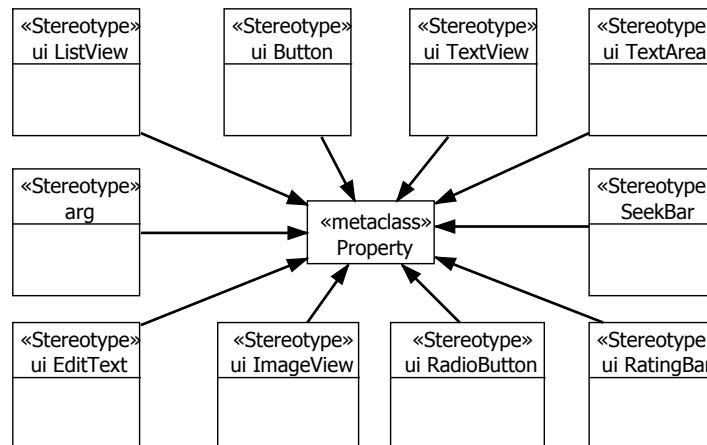 «Stereotype»
ui ListView
«Stereotype»
ui Button
«Stereotype»
ui TextView
«Stereotype»
ui TextArea
«Stereotype»
arg
«metaclass»
Property
«Stereotype»
SeekBar
«Stereotype»
ui EditText
«Stereotype»
ui ImageView
«Stereotype»
ui RadioButton
«Stereotype»
ui RatingBar